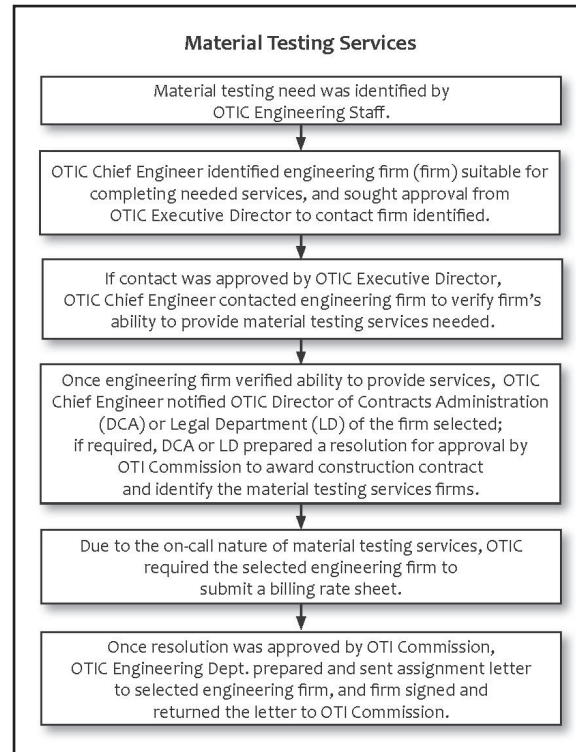 Material Testing Services
Material testing need was identified by
OTIC Engineering Staff.
OTIC Chief Engineer identified engineering firm (firm) suitable for
completing needed services, and sought approval from
OTIC Executive Director to contact firm identified.
If contact was approved by OTIC Executive Director,
OTIC Chief Engineer contacted engineering firm to verify firm's
ability to provide material testing services needed.
Once engineering firm verified ability to provide services, OTIC
Chief Engineer notified OTIC Director of Contracts Administration
(DCA) or Legal Department (LD) of the firm selected;
if required, DCA or LD prepared a resolution for approval by
OTI Commission to award construction contract
and identify the material testing services firms.
Due to the on-call nature of material testing services, OTIC
required the selected engineering firm to
submit a billing rate sheet.
Once resolution was approved by OTI Commission,
OTIC Engineering Dept. prepared and sent assignment letter
to selected engineering firm, and firm signed and
returned the letter to OTI Commission.